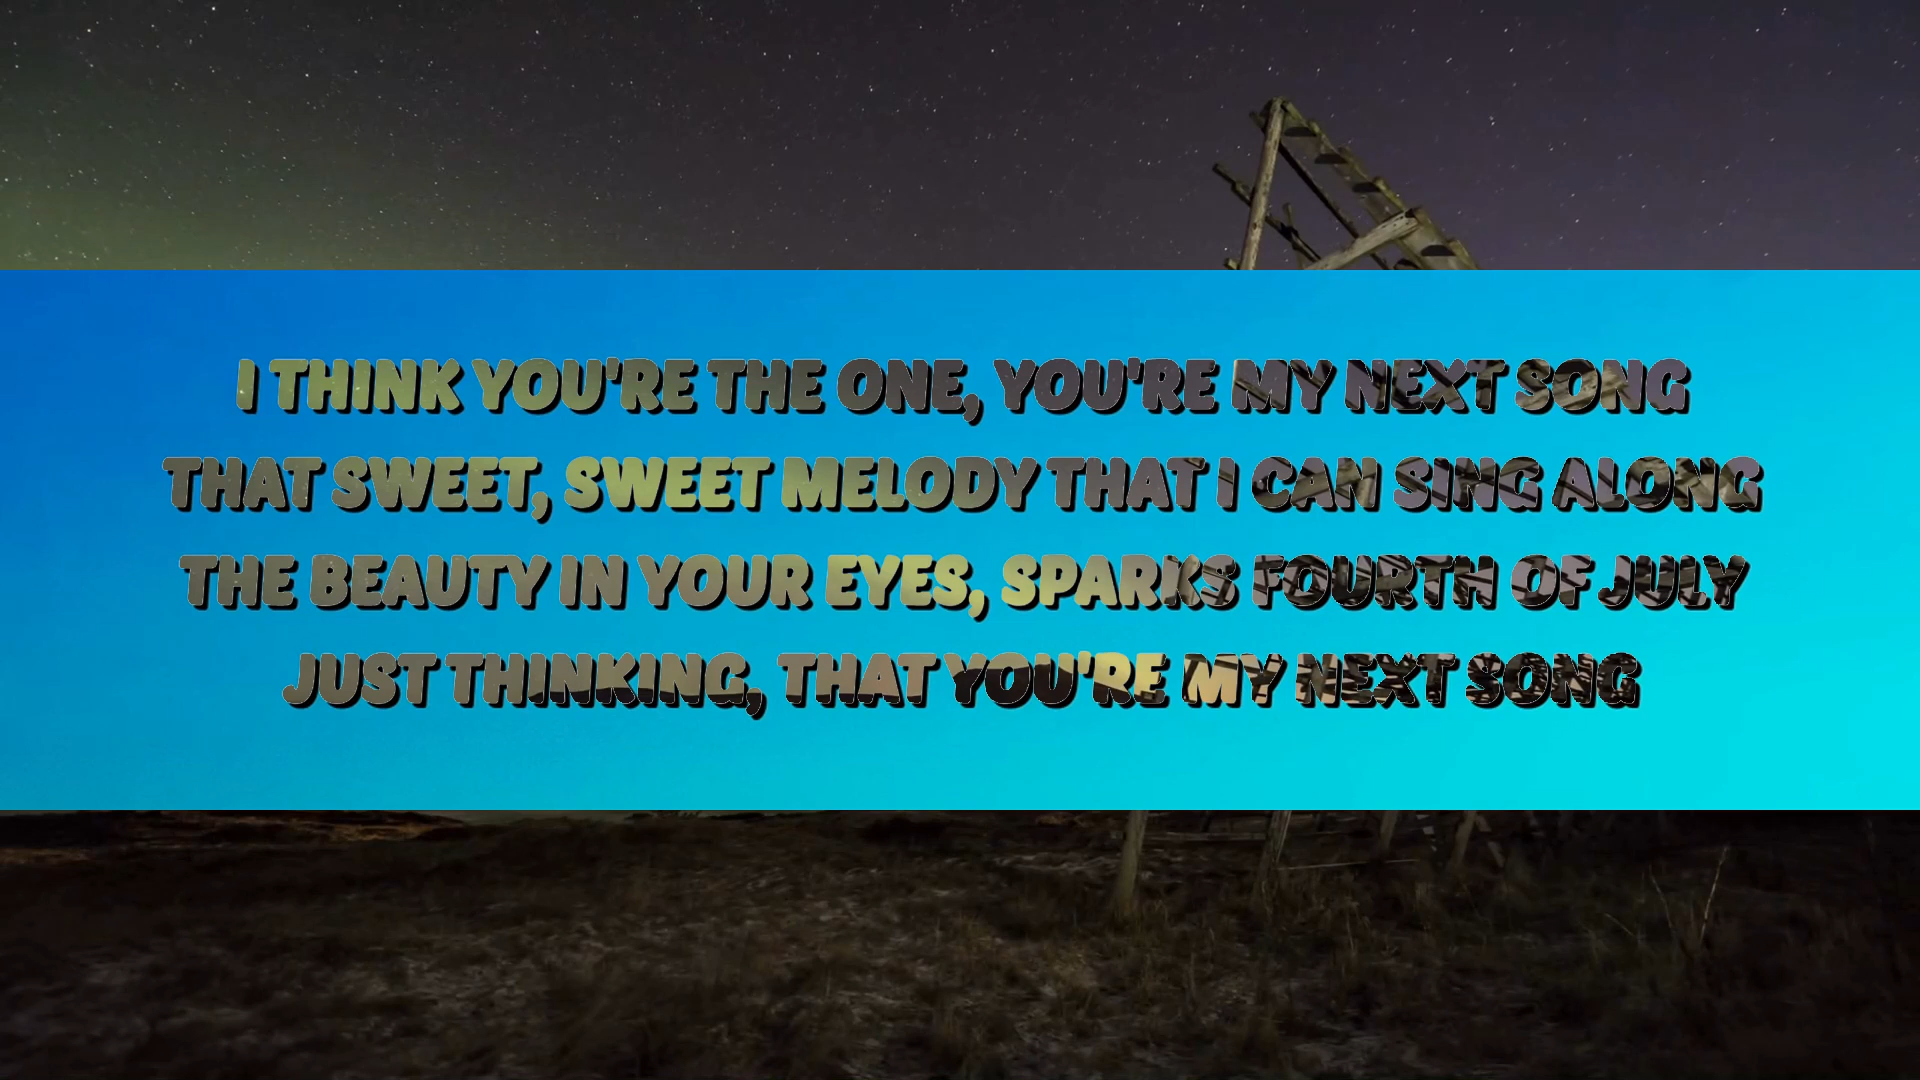 I THINK YOU'RE THE ONE, YOU'RE MY NEXT SONG
THAT SWEET, SWEET MELODY THAT I CAN SING ALONG
THE BEAUTY IN YOUR EYES, SPARKS FOURTH OF JULY
JUST THINKING, THAT YOU'RE MY NEXT SONG